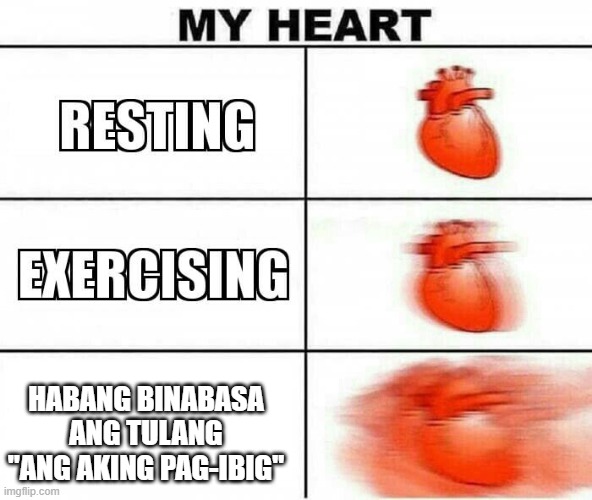 MY HEART
RESTING
EXERCISING
HABANG BINABASA
ANG TULANG
"ANG AKING PAG-IBIG"
imgflip.com